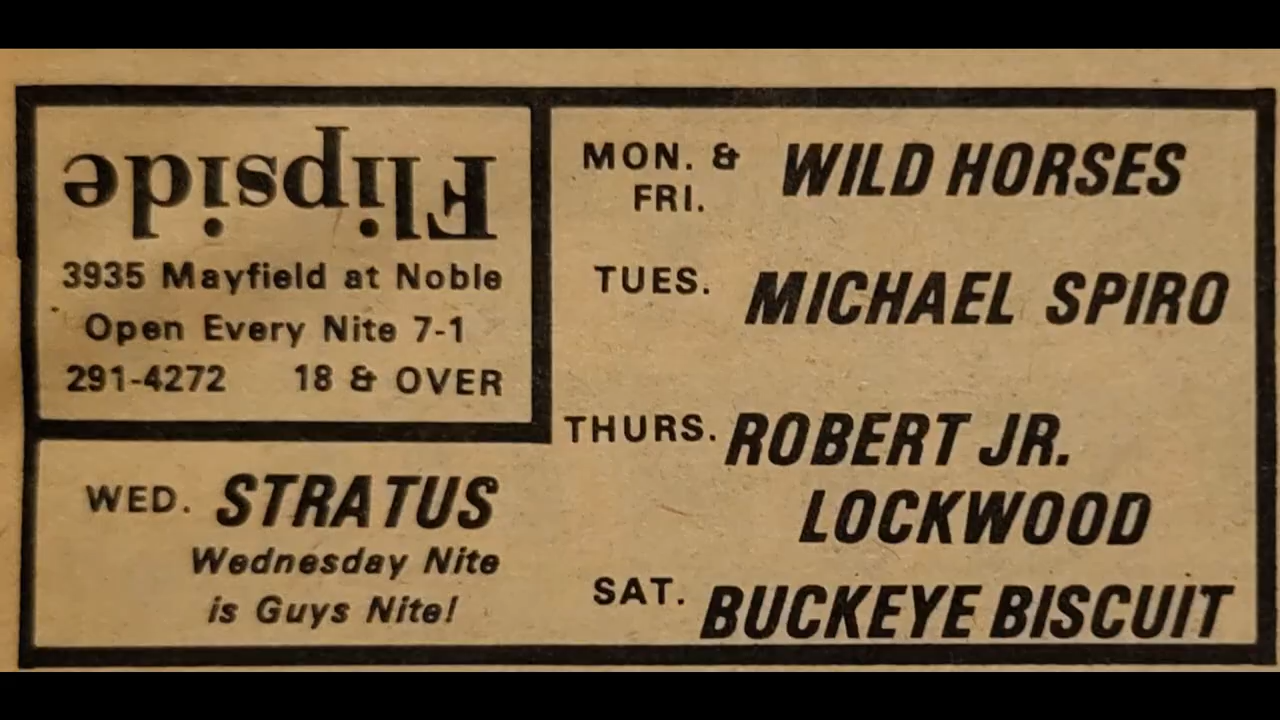 Flipside
3935 Mayfield at Noble
Open Every Nite 7-1
291-4272 18 & OVER
WED. STRATUS
Wednesday Nite
is Guys Nite!
MON. & FRI. WILD HORSES
TUES. MICHAEL SPIRO
THURS. ROBERT JR.
LOCKWOOD
SAT. BUCKEYE BISCUIT